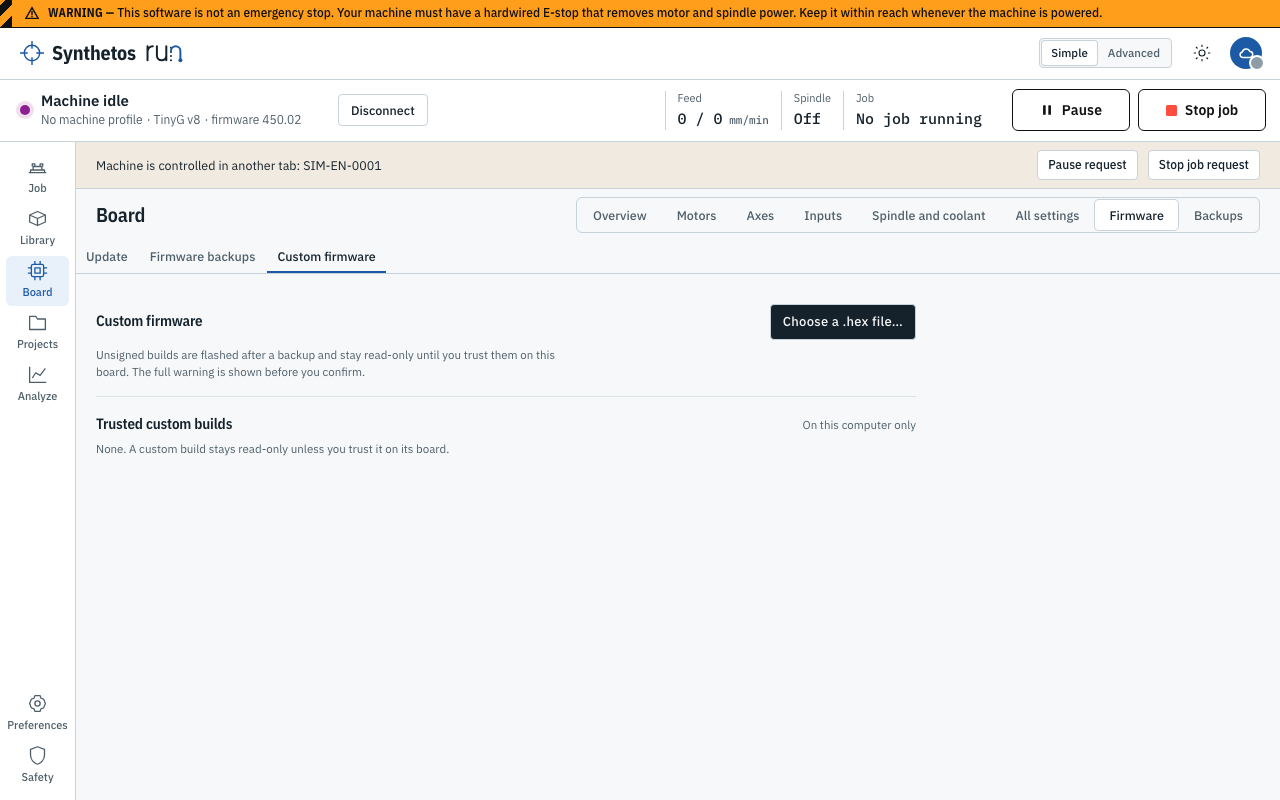 WARNING — This software is not an emergency stop. Your machine must have a hardwired E-stop that removes motor and spindle power. Keep it within reach whenever the machine is powered.
Synthetos run
Simple Advanced
Machine idle
No machine profile · TinyG v8 · firmware 450.02
Disconnect
Feed
0 / 0 mm/min
Spindle
Off
Job
No job running
Pause
Stop job
Job
Library
Board
Projects
Analyze
Preferences
Safety
Machine is controlled in another tab: SIM-EN-0001
Pause request
Stop job request
Board
Overview Motors Axes Inputs Spindle and coolant All settings Firmware Backups
Update Firmware backups Custom firmware
Custom firmware
Choose a .hex file...
Unsigned builds are flashed after a backup and stay read-only until you trust them on this
board. The full warning is shown before you confirm.
Trusted custom builds
On this computer only
None. A custom build stays read-only unless you trust it on its board.